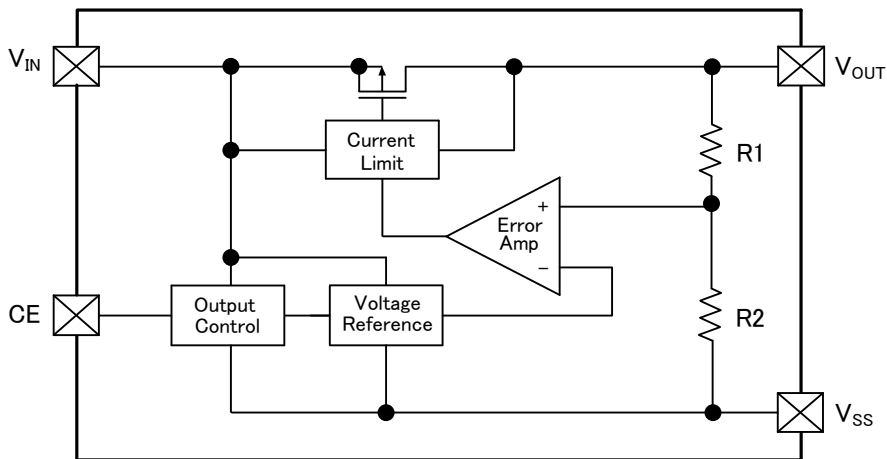 V_IN
V_OUT
Current
Limit
R1
+
Error
Amp
−
CE
Output
Control
Voltage
Reference
R2
V_SS